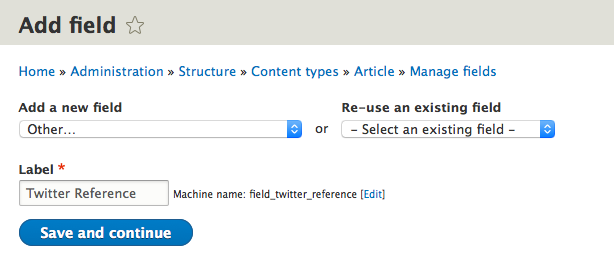 Add field
Home » Administration » Structure » Content types » Article » Manage fields
Add a new field
Re-use an existing field
Other...
or
– Select an existing field –
Label *
Twitter Reference
Machine name: field_twitter_reference [Edit]
Save and continue